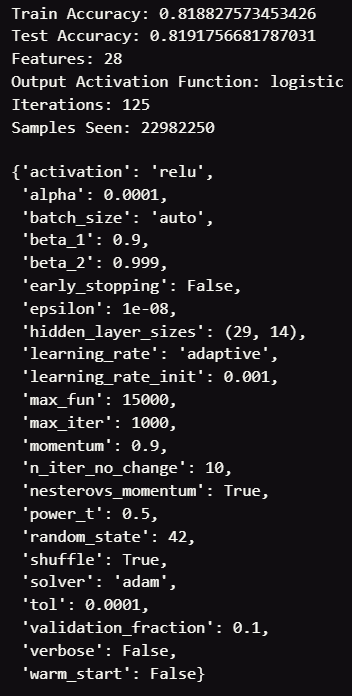 Train Accuracy: 0.818827573453426
Test Accuracy: 0.8191756681787031
Features: 28
Output Activation Function: logistic
Iterations: 125
Samples Seen: 22982250
{'activation': 'relu',
'alpha': 0.0001,
'batch_size': 'auto',
'beta_1': 0.9,
'beta_2': 0.999,
'early_stopping': False,
'epsilon': 1e-08,
'hidden_layer_sizes': (29, 14),
'learning_rate': 'adaptive',
'learning_rate_init': 0.001,
'max_fun': 15000,
'max_iter': 1000,
'momentum': 0.9,
'n_iter_no_change': 10,
'nesterovs_momentum': True,
'power_t': 0.5,
'random_state': 42,
'shuffle': True,
'solver': 'adam',
'tol': 0.0001,
'validation_fraction': 0.1,
'verbose': False,
'warm_start': False}